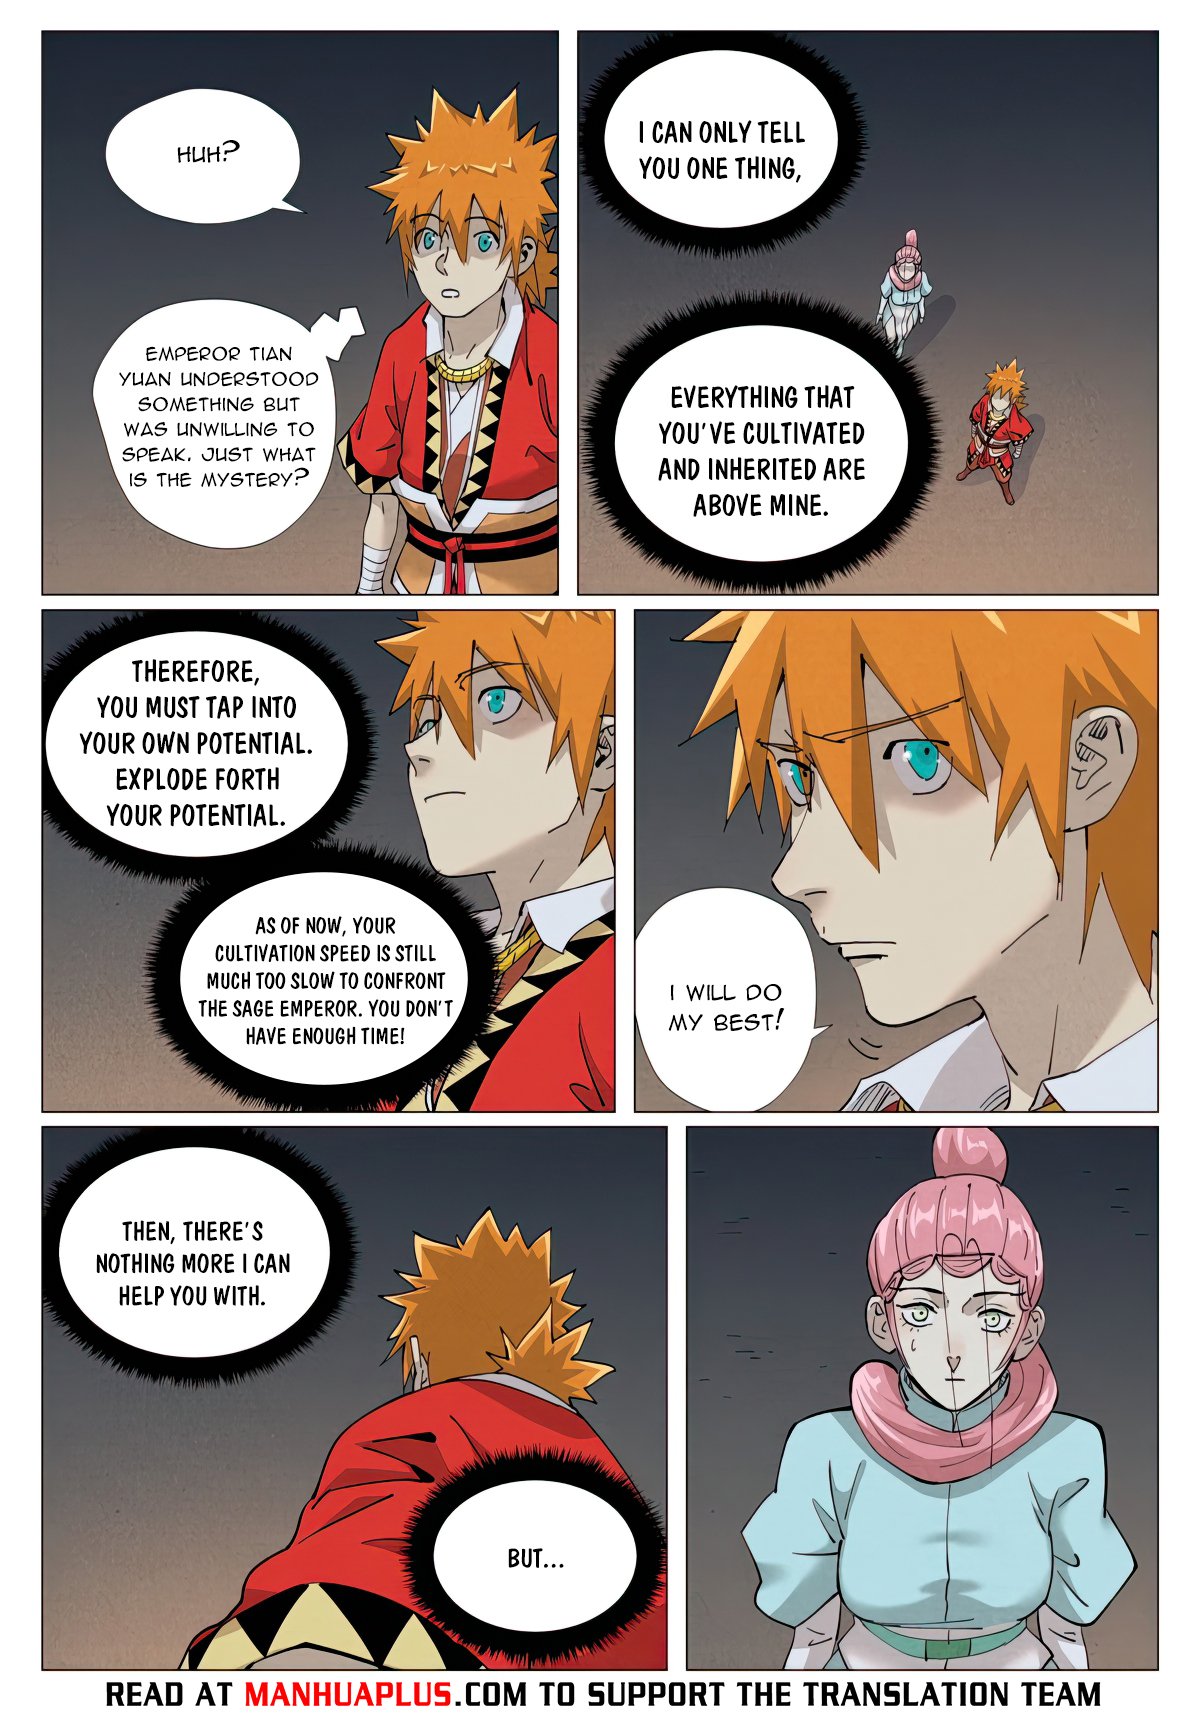 HUH?
EMPEROR TIAN
YUAN UNDERSTOOD
SOMETHING BUT
WAS UNWILLING TO
SPEAK. JUST WHAT
IS THE MYSTERY?
I CAN ONLY TELL
YOU ONE THING,
EVERYTHING THAT
YOU'VE CULTIVATED
AND INHERITED ARE
ABOVE MINE.
THEREFORE,
YOU MUST TAP INTO
YOUR OWN POTENTIAL.
EXPLODE FORTH
YOUR POTENTIAL.
AS OF NOW, YOUR
CULTIVATION SPEED IS STILL
MUCH TOO SLOW TO CONFRONT
THE SAGE EMPEROR. YOU DON'T
HAVE ENOUGH TIME!
I WILL DO
MY BEST!
THEN, THERE'S
NOTHING MORE I CAN
HELP YOU WITH.
BUT...
READ AT MANHUAPLUS.COM TO SUPPORT THE TRANSLATION TEAM